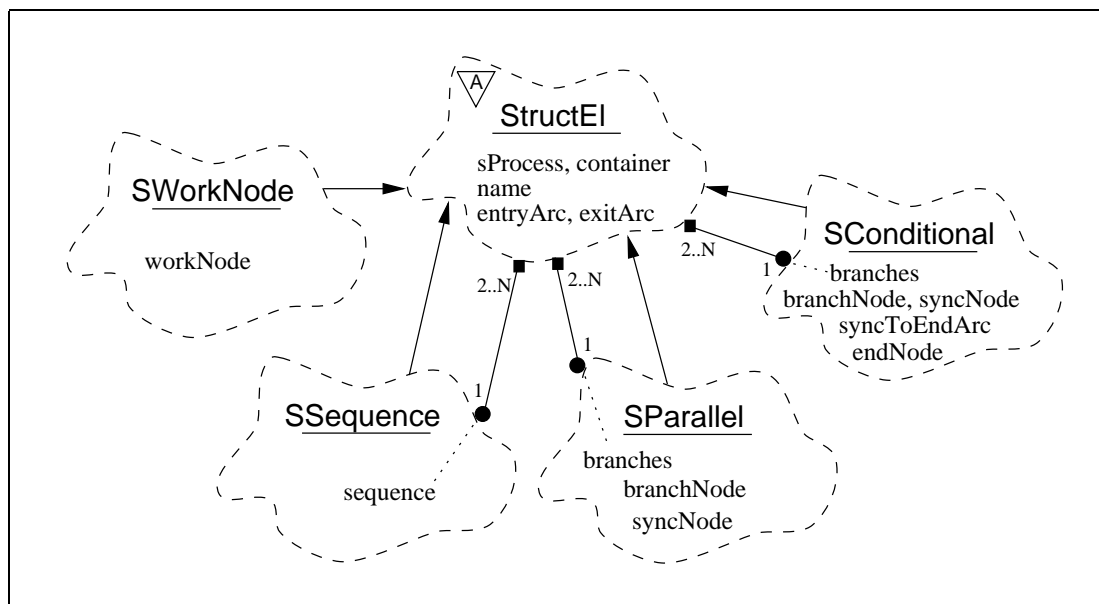 A
StructEl
sProcess, container
name
entryArc, exitArc
SWorkNode
workNode
SConditional
branches
branchNode, syncNode
syncToEndArc
endNode
2..N
1
2..N
2..N
1
1
SSequence
sequence
SParallel
branches
branchNode
syncNode